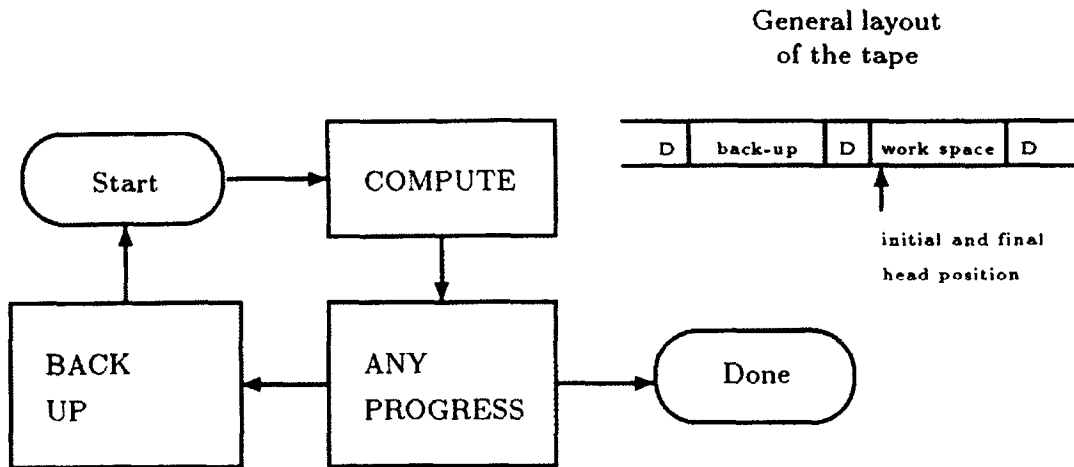 General layout
of the tape
D back-up D work space D
initial and final
head position
Start
COMPUTE
BACK
UP
ANY
PROGRESS
Done